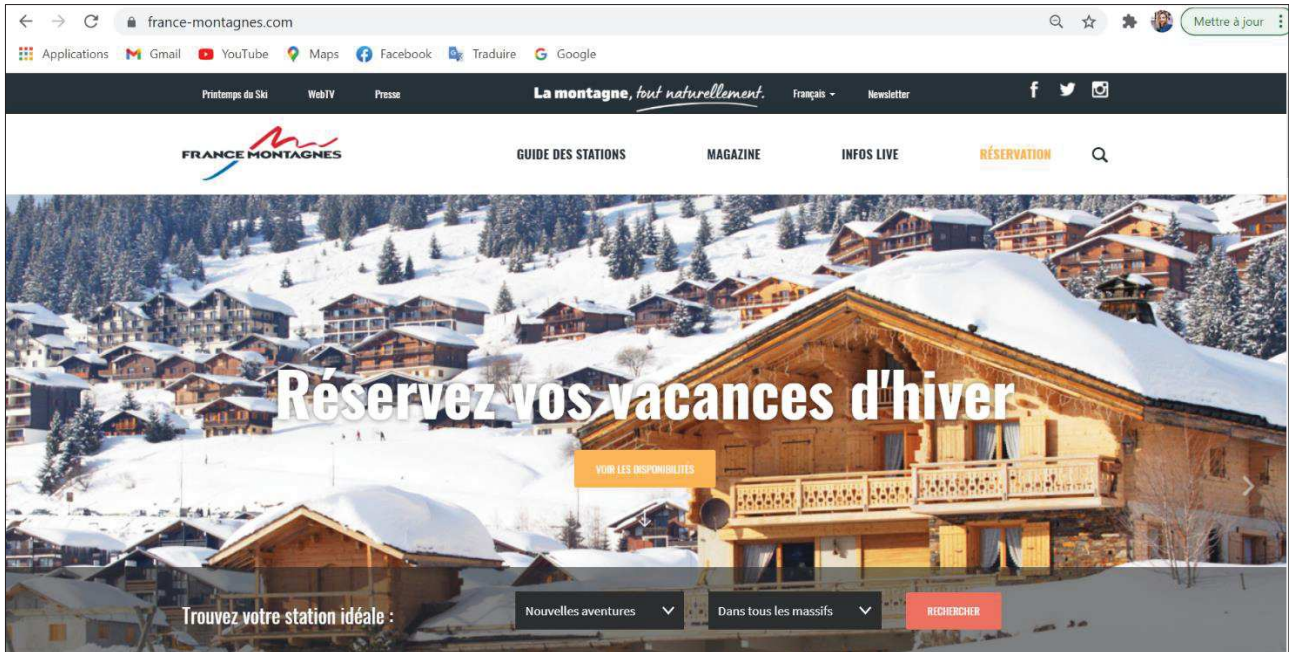 france-montagnes.com
Mettre à jour
Applications Gmail YouTube Maps Facebook Traduire Google
Printemps du Ski WebTV Presse La montagne, tout naturellement. Français Newsletter
FRANCE MONTAGNES GUIDE DES STATIONS MAGAZINE INFOS LIVE RÉSERVATION
Réservez vos vacances d'hiver
VOIR LES DISPONIBILITÉS
Trouvez votre station idéale : Nouvelles aventures Dans tous les massifs RECHERCHER